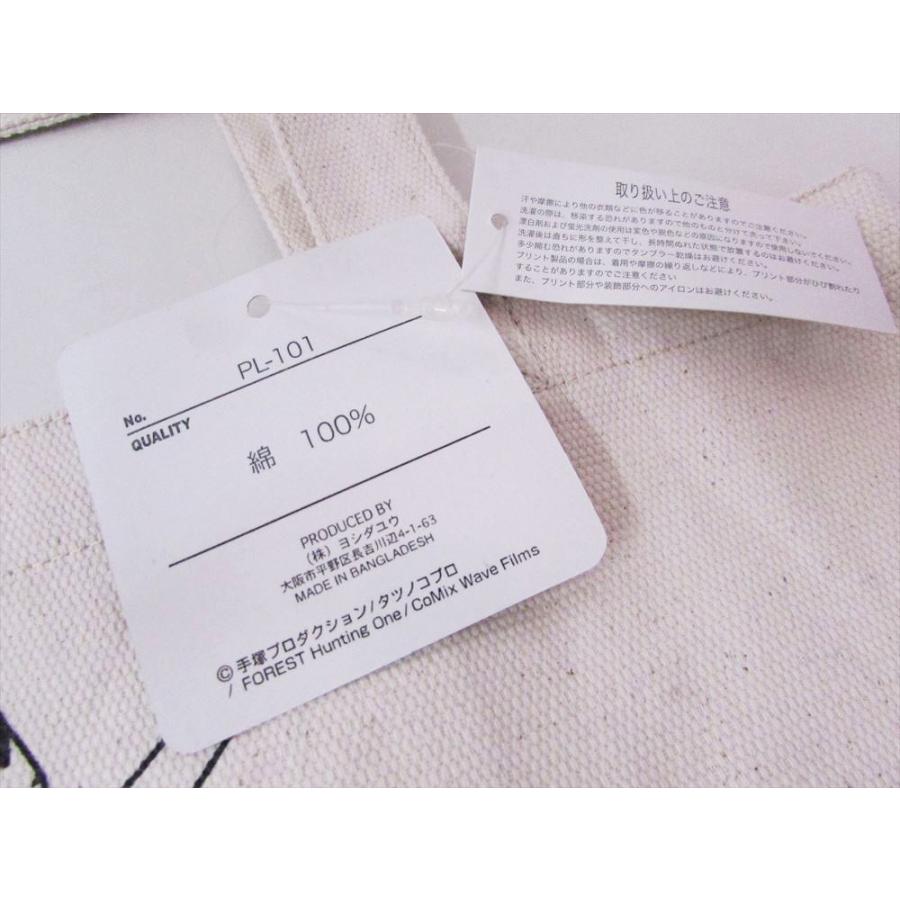 No. PL-101
QUALITY
綿 100%
PRODUCED BY
(株) ヨシダユウ
大阪市平野区長吉川辺4-1-63
MADE IN BANGLADESH
©手塚プロダクション/タツノコプロ
/ FOREST Hunting One / CoMix Wave Films
取り扱い上のご注意
汗や摩擦により他の衣類などに色が移ることがありますのでご注意ください。
洗濯の際は、移染する恐れがありますので他のものと分けて洗って下さい。
漂白剤および蛍光洗剤の使用は変色や脱色などの原因になりますので使用しないでください。
洗濯後は直ちに形を整えて干し、長時間ぬれた状態で放置するのはお避けください。
多少縮む恐れがありますのでタンブラー乾燥はお避けください。
プリント製品の場合は、着用や摩擦の繰り返しなどにより、プリント部分がひび割れたり
することがありますのでご注意ください
また、プリント部分や装飾部分へのアイロンはお避けください。